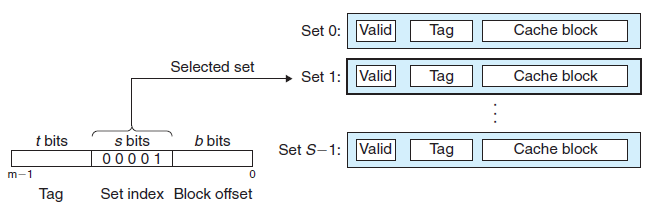 Set 0: Valid Tag Cache block
Selected set
Set 1: Valid Tag Cache block
⋮
t bits s bits b bits
Set S−1: Valid Tag Cache block
0 0 0 0 1
m−1 0
Tag Set index Block offset